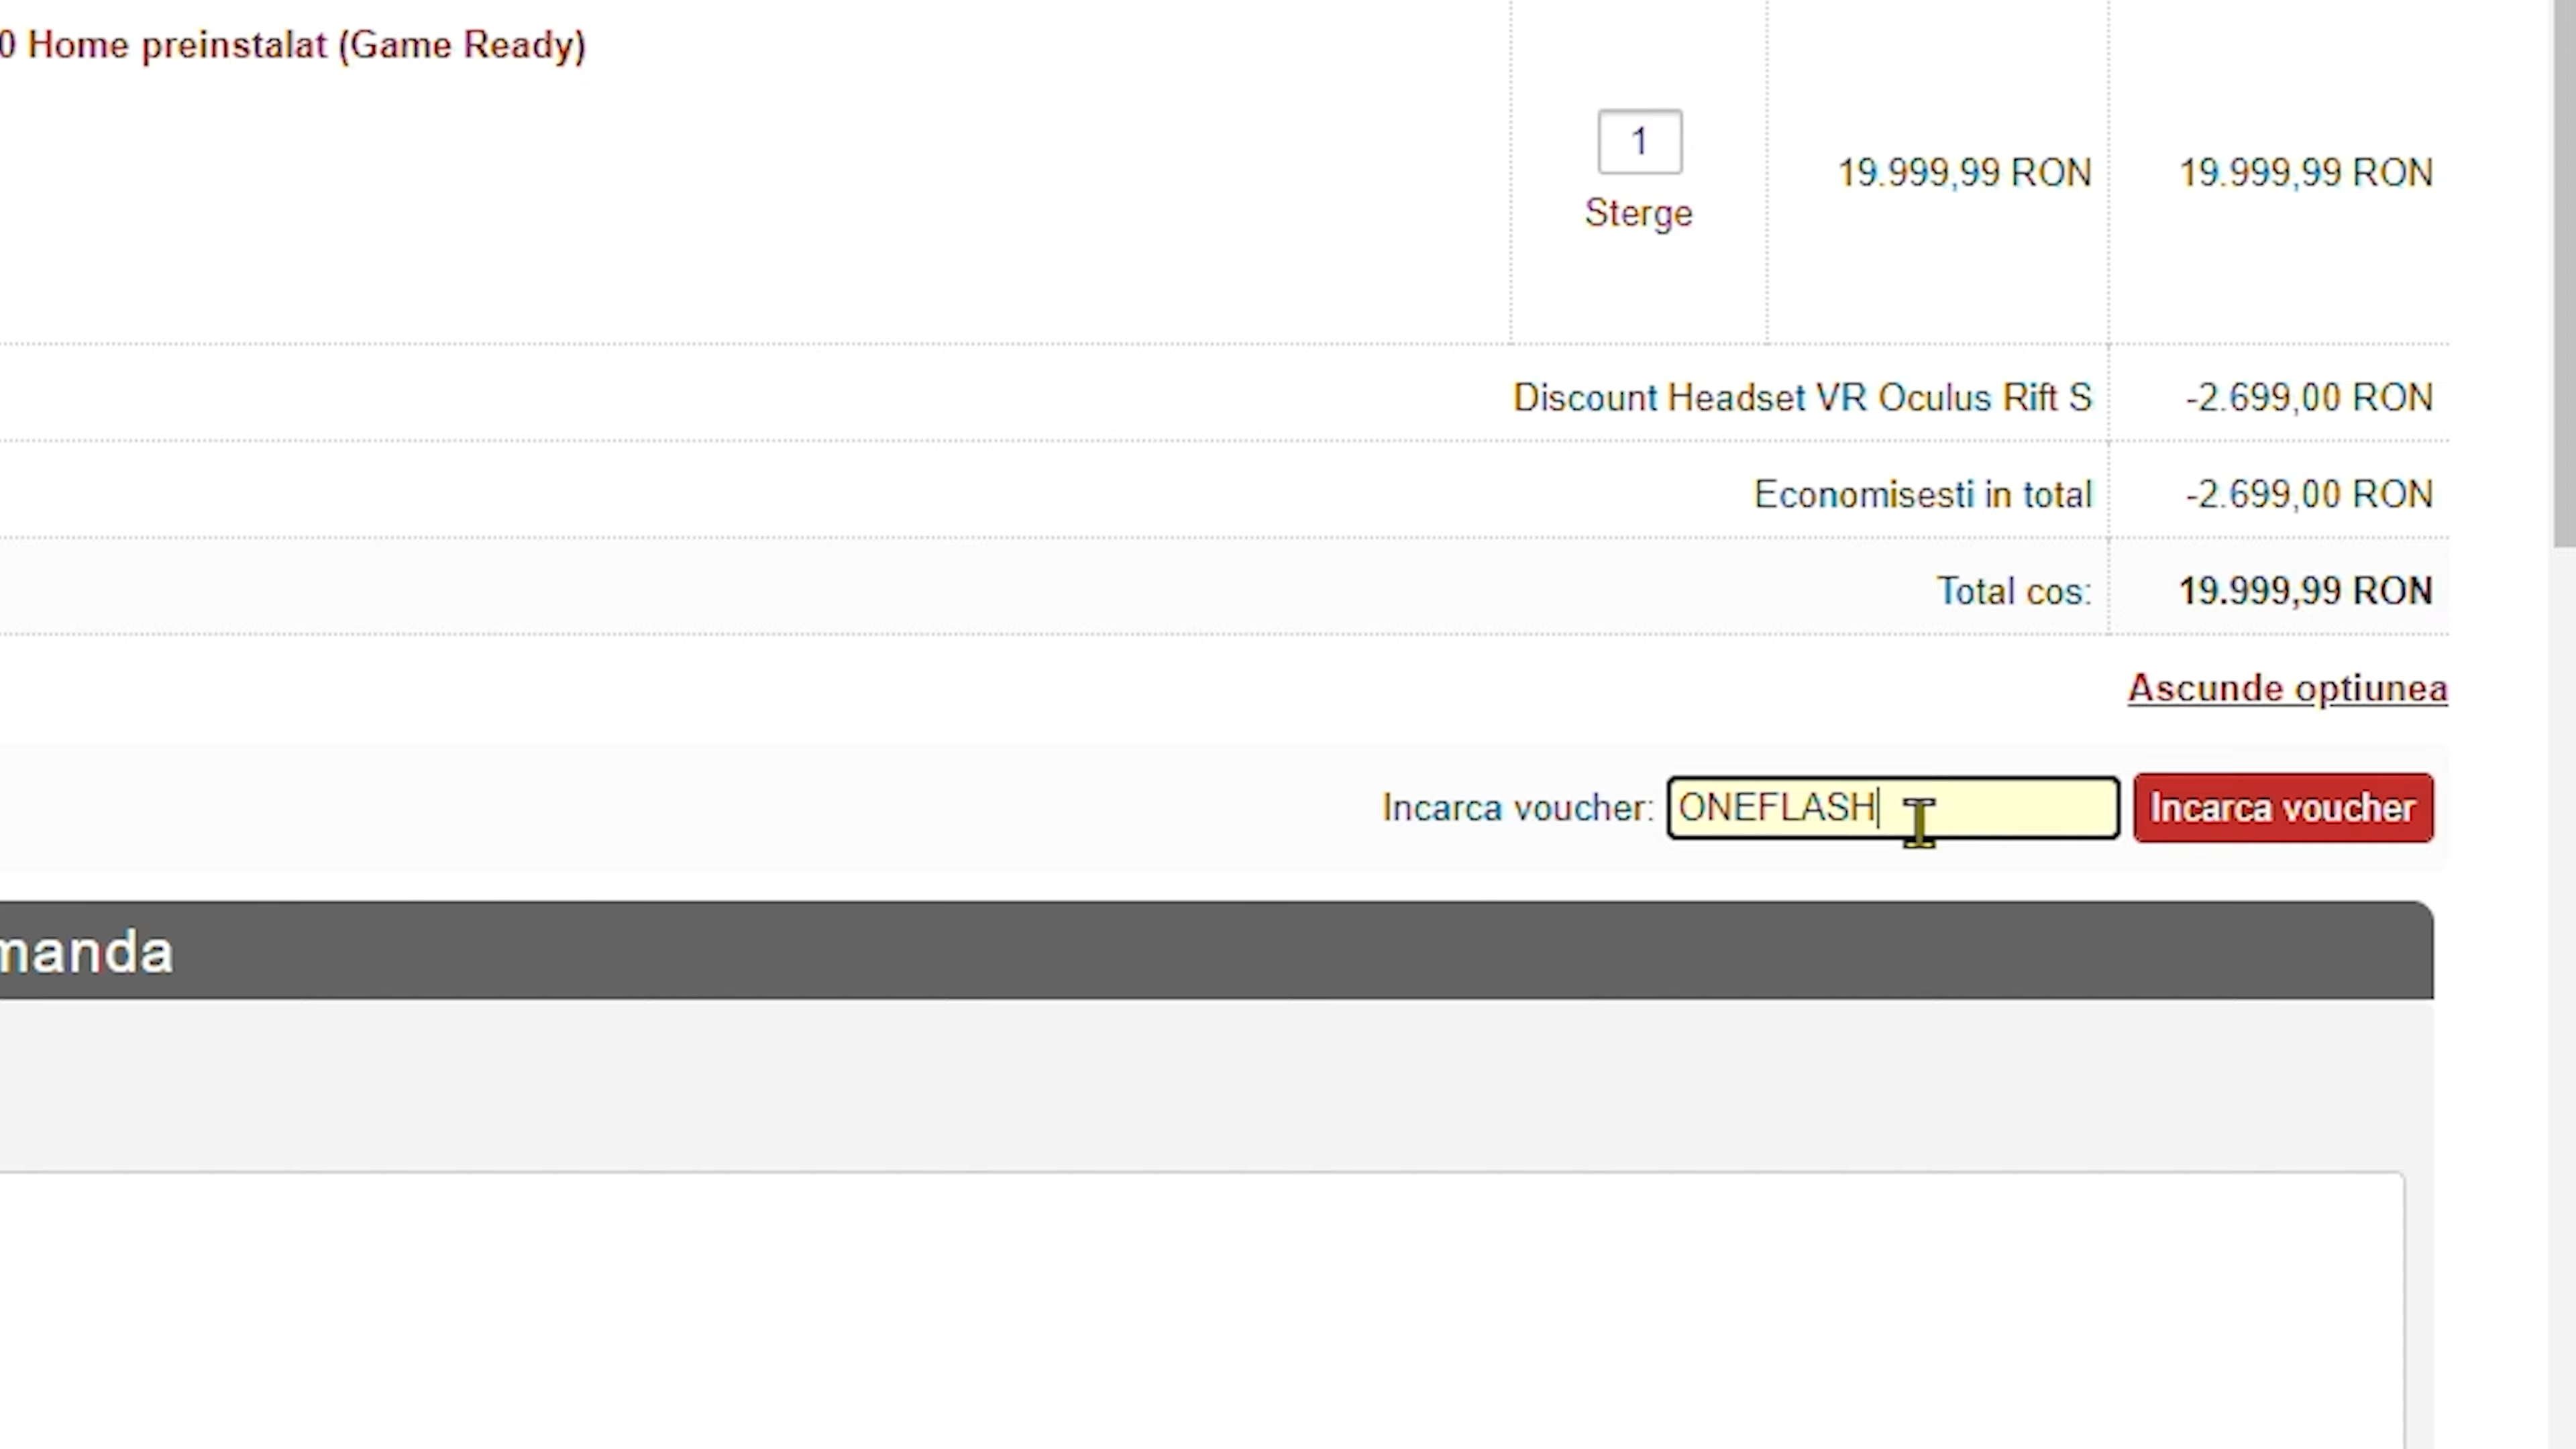 0 Home preinstalat (Game Ready)
1
Sterge
19.999,99 RON
19.999,99 RON
Discount Headset VR Oculus Rift S
-2.699,00 RON
Economisesti in total
-2.699,00 RON
Total cos:
19.999,99 RON
Ascunde optiunea
Incarca voucher:
ONEFLASH
Incarca voucher
manda